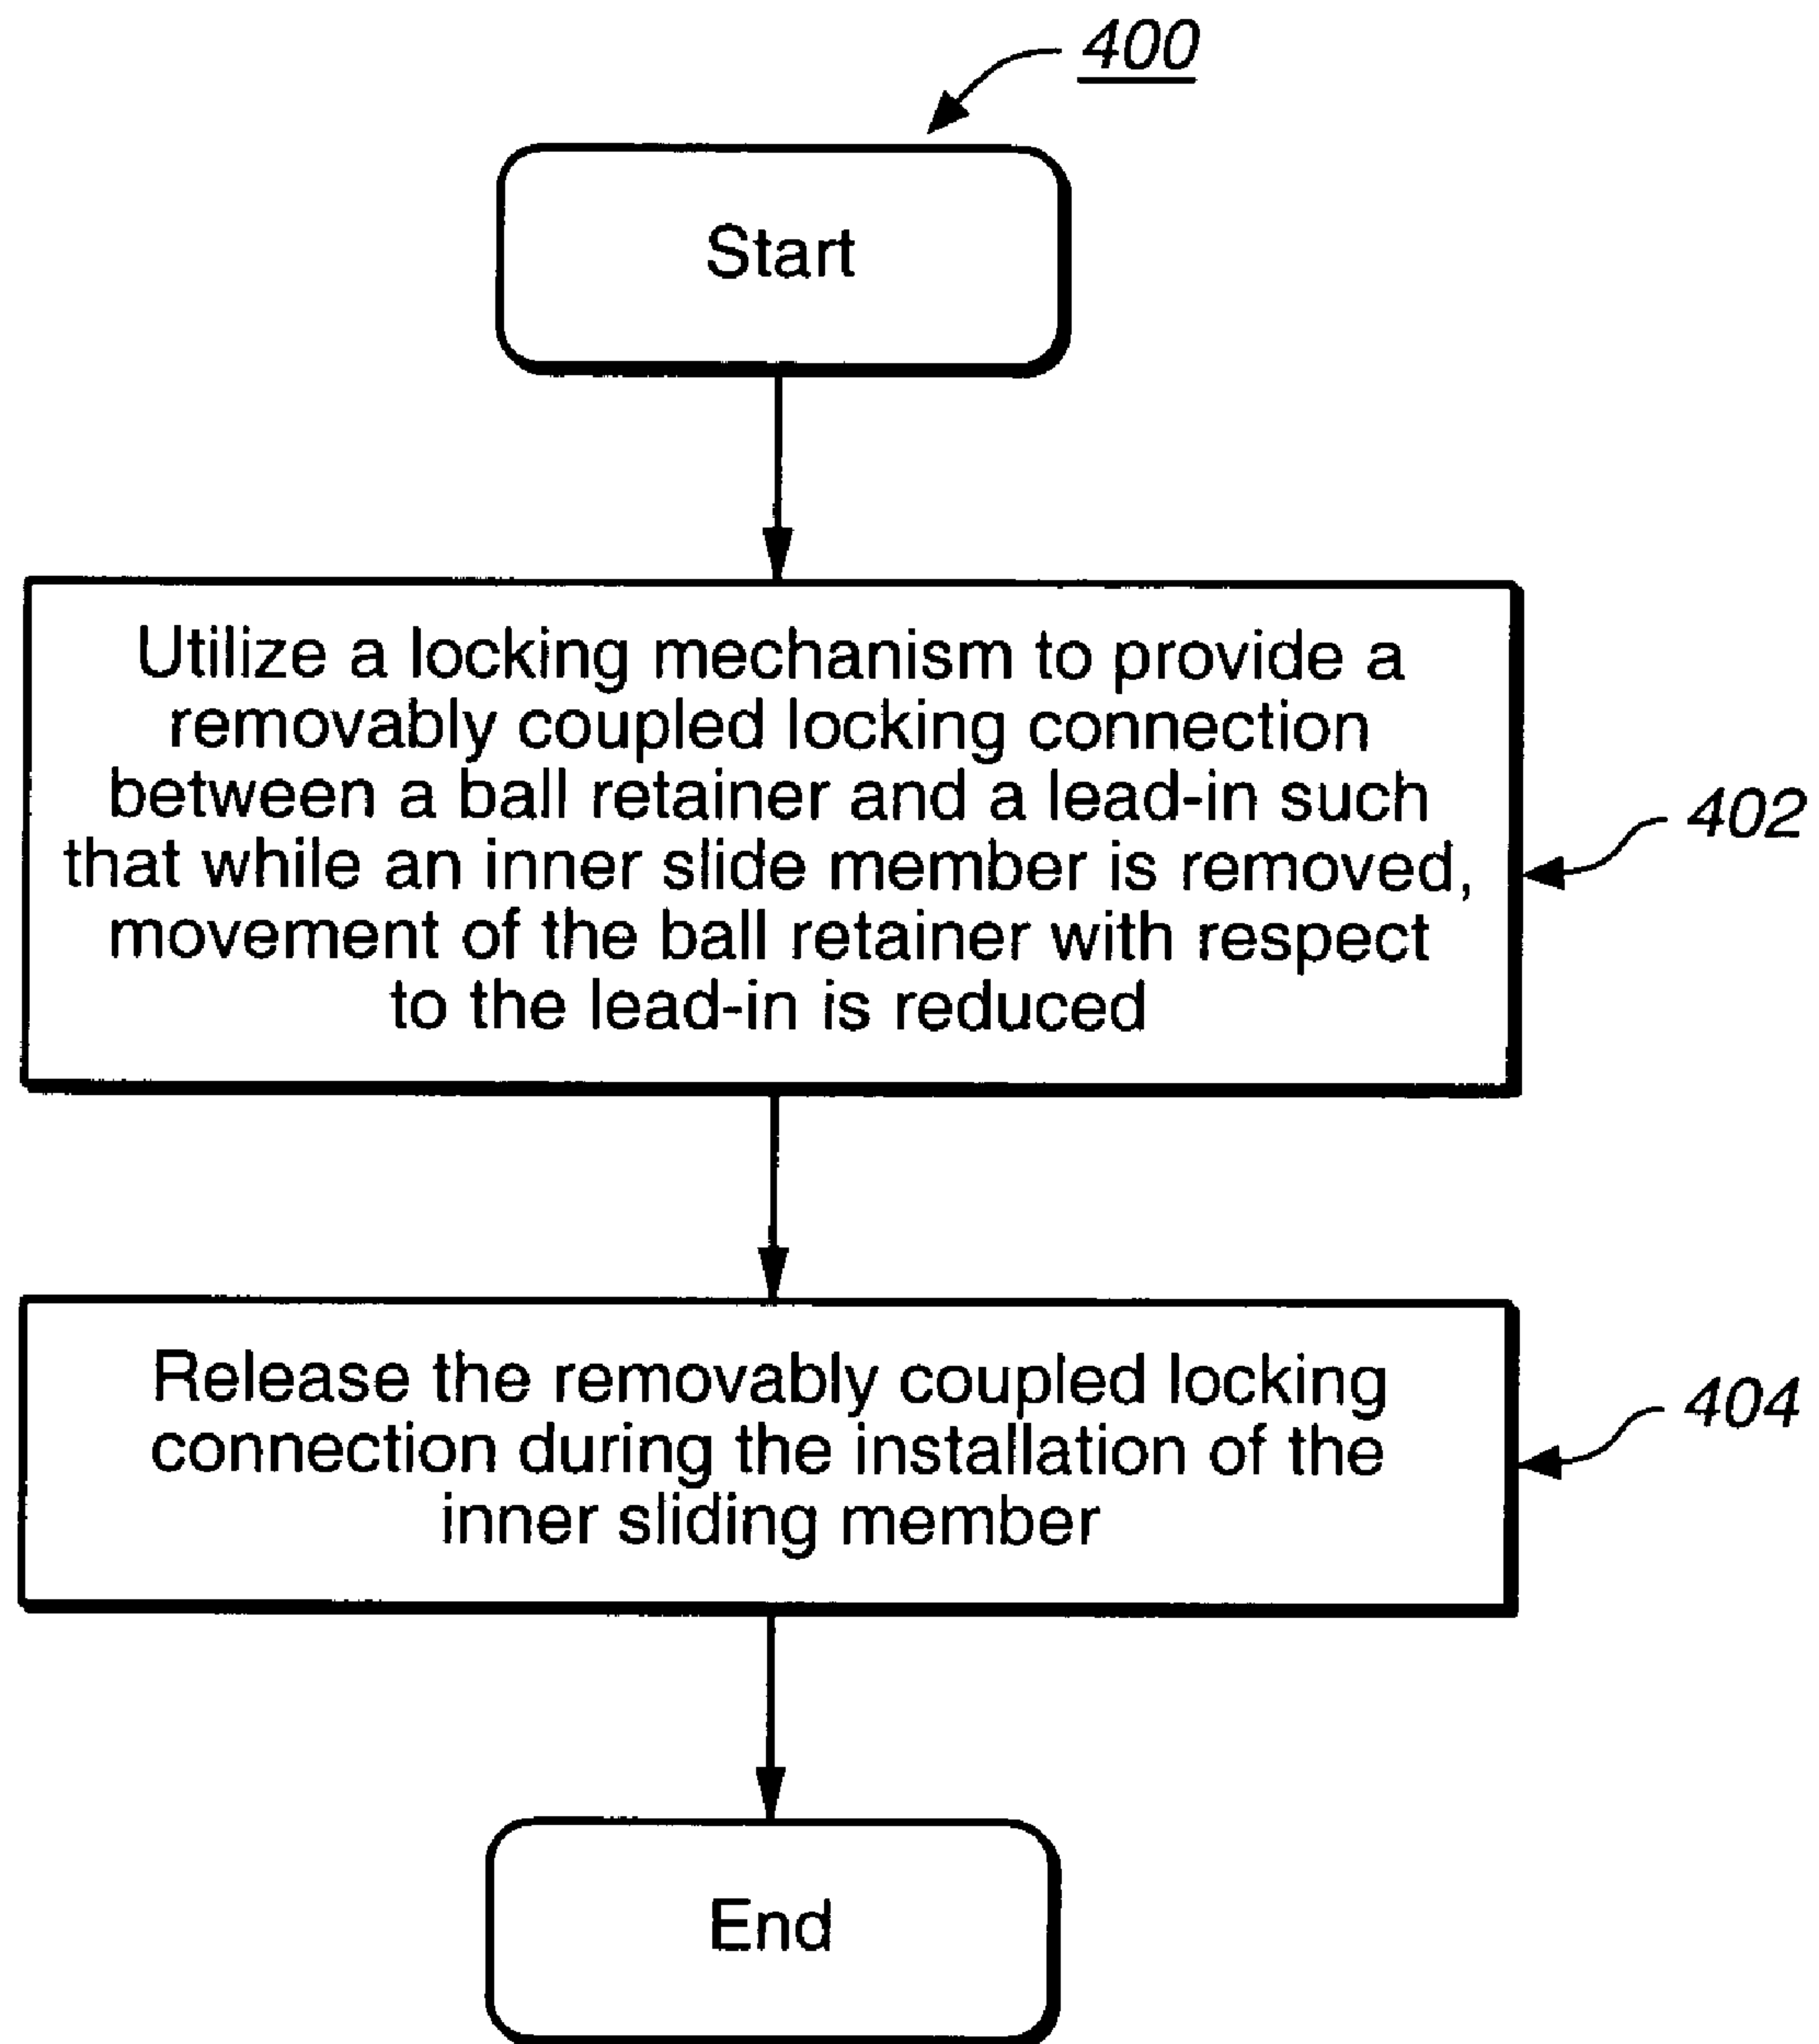 400
Start
Utilize a locking mechanism to provide a
removably coupled locking connection
between a ball retainer and a lead-in such
that while an inner slide member is removed,
movement of the ball retainer with respect
to the lead-in is reduced
402
Release the removably coupled locking
connection during the installation of the
inner sliding member
404
End